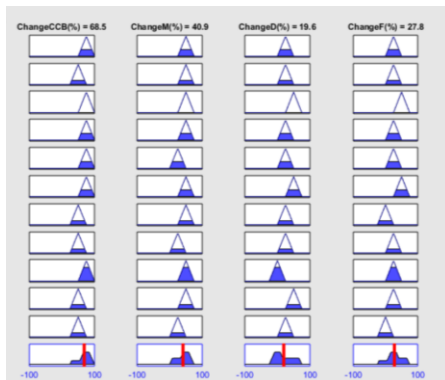 ChangeCCB(%) = 68.5 ChangeM(%) = 40.9 ChangeD(%) = 19.6 ChangeF(%) = 27.8
-100 100 -100 100 -100 100 -100 100